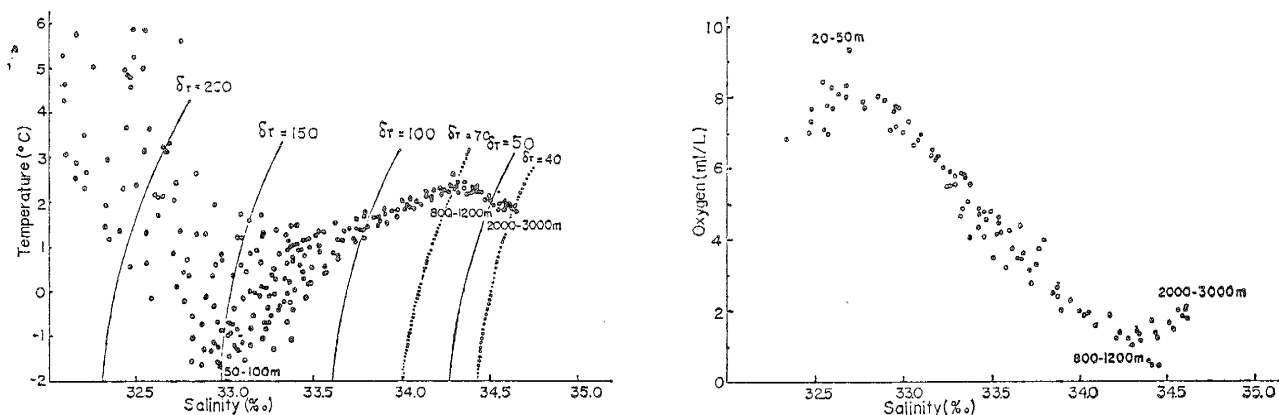 6
5
4
3
2
1
0
-1
-2
Temperature (°C)
δT=200
δT=150
δT=100
δT=70
δT=50
δT=40
800-1200m
2000-3000m
50-100m
32.5
33.0
33.5
34.0
34.5
35.0
Salinity (‰)
10
8
6
4
2
0
Oxygen (ml/L)
20-50m
2000-3000m
800-1200m
32.5
33.0
33.5
34.0
34.5
35.0
Salinity (‰)